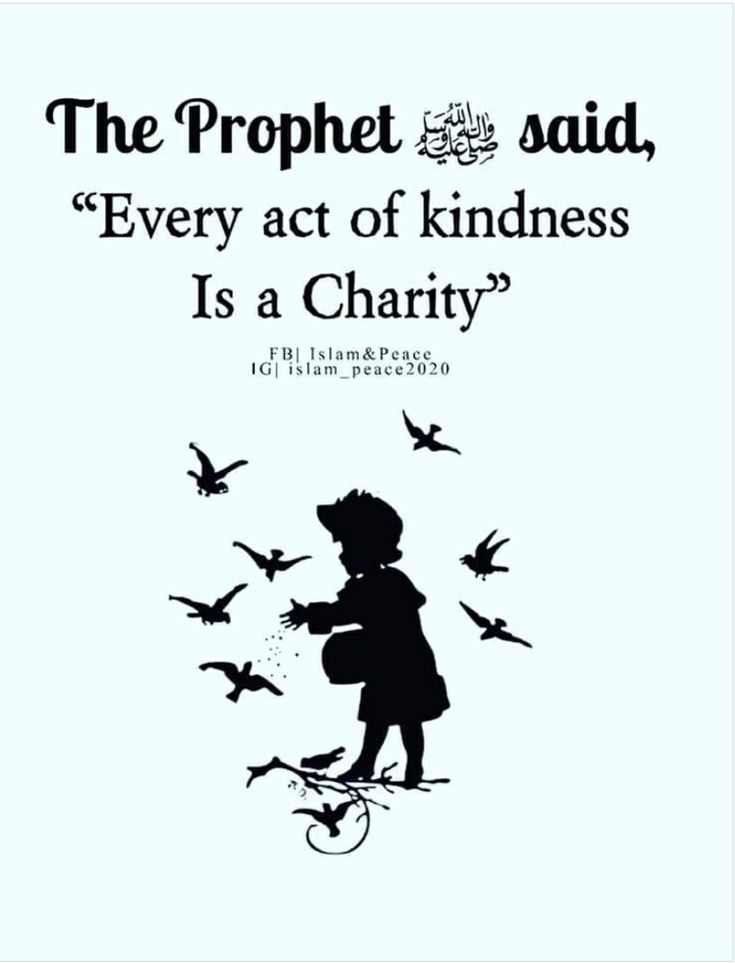 The Prophet ﷺ said,
“Every act of kindness
Is a Charity”
FB| Islam&Peace
IG| islam_peace2020